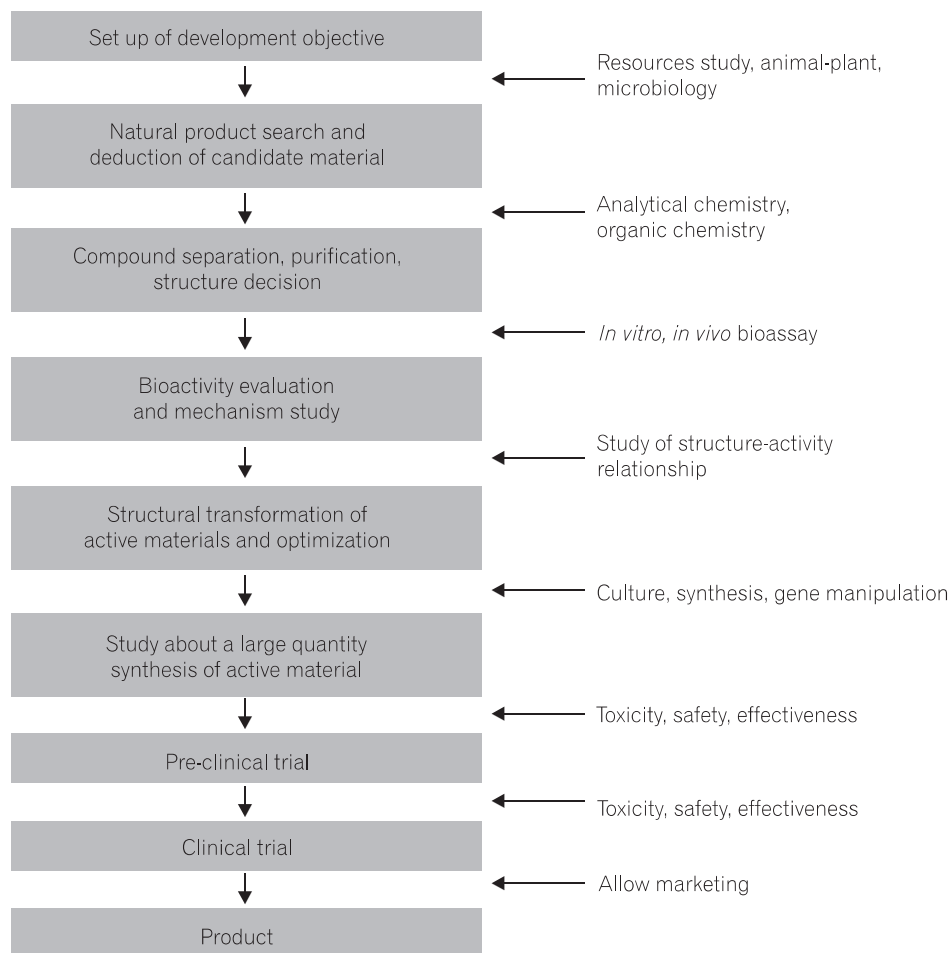 Set up of development objective
Resources study, animal-plant,
microbiology
Natural product search and
deduction of candidate material
Analytical chemistry,
organic chemistry
Compound separation, purification,
structure decision
In vitro, in vivo bioassay
Bioactivity evaluation
and mechanism study
Study of structure-activity
relationship
Structural transformation of
active materials and optimization
Culture, synthesis, gene manipulation
Study about a large quantity
synthesis of active material
Toxicity, safety, effectiveness
Pre-clinical trial
Toxicity, safety, effectiveness
Clinical trial
Allow marketing
Product